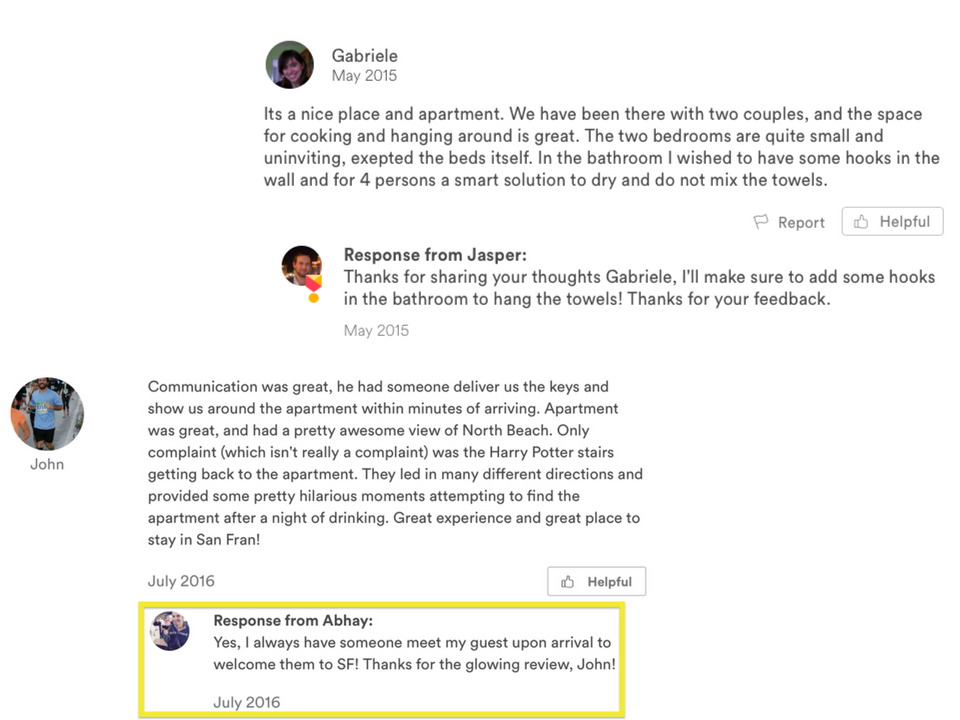 Gabriele
May 2015
Its a nice place and apartment. We have been there with two couples, and the space
for cooking and hanging around is great. The two bedrooms are quite small and
uninviting, exepted the beds itself. In the bathroom I wished to have some hooks in the
wall and for 4 persons a smart solution to dry and do not mix the towels.
Report
Helpful
Response from Jasper:
Thanks for sharing your thoughts Gabriele, I'll make sure to add some hooks
in the bathroom to hang the towels! Thanks for your feedback.
May 2015
John
Communication was great, he had someone deliver us the keys and
show us around the apartment within minutes of arriving. Apartment
was great, and had a pretty awesome view of North Beach. Only
complaint (which isn't really a complaint) was the Harry Potter stairs
getting back to the apartment. They led in many different directions and
provided some pretty hilarious moments attempting to find the
apartment after a night of drinking. Great experience and great place to
stay in San Fran!
July 2016
Helpful
Response from Abhay:
Yes, I always have someone meet my guest upon arrival to
welcome them to SF! Thanks for the glowing review, John!
July 2016